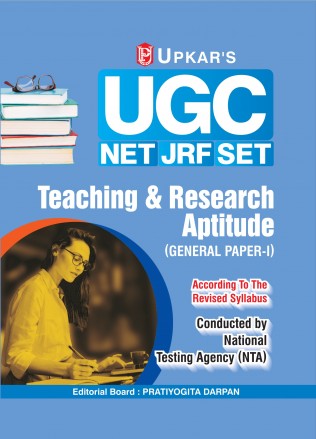 UPKAR'S
UGC
NET JRF SET
Teaching & Research
Aptitude
(GENERAL PAPER-I)
According To The
Revised Syllabus
Conducted by
National
Testing Agency (NTA)
Editorial Board : PRATIYOGITA DARPAN